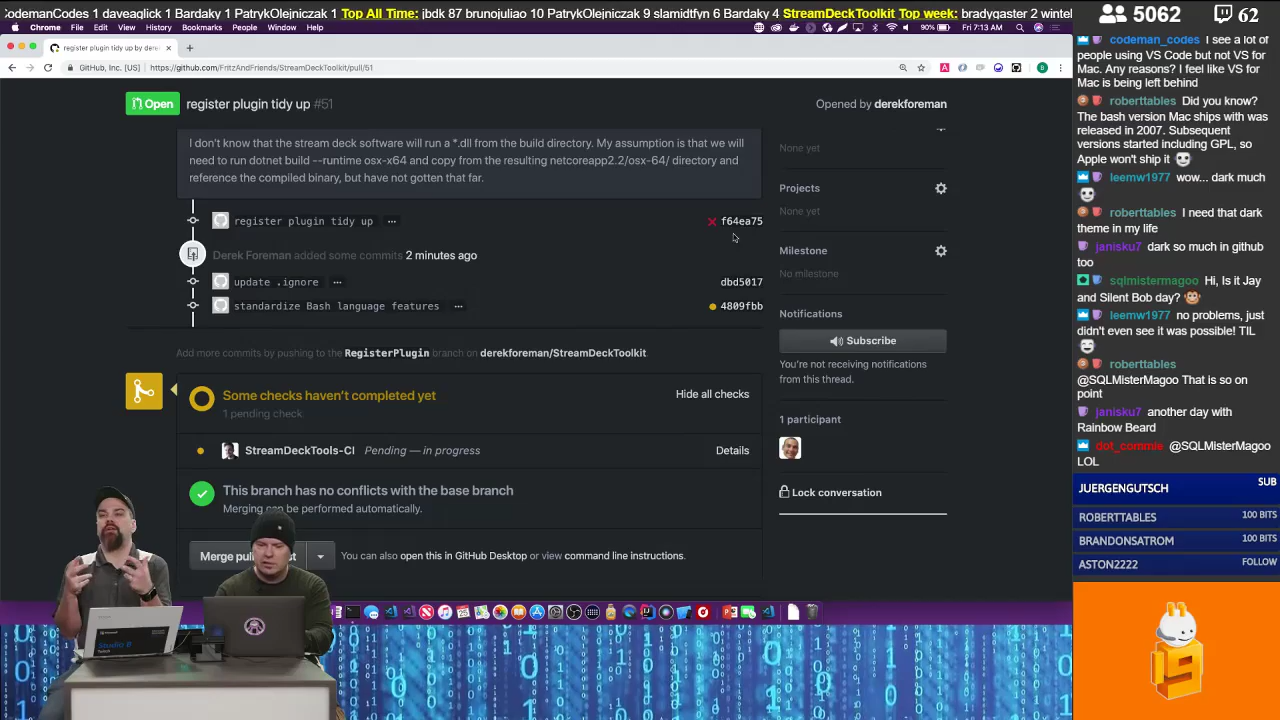 odemanCodes 1 daveaglick 1 Bardaky 1 PatrykOlejniczak 1 Top All Time: jbdk 87 brunojuliao 10 PatrykOlejniczak 9 slamidtfyn 6 Bardaky 4 StreamDeckToolkit Top week: bradygaster 2 winte
5062 62
Chrome File Edit View History Bookmarks People Window Help
90% Fri 7:13 AM
register plugin tidy up by dere
GitHub, Inc. [US] https://github.com/FritzAndFriends/StreamDeckToolkit/pull/51
Open register plugin tidy up #51
Opened by derekforeman
I don't know that the stream deck software will run a *.dll from the build directory. My assumption is that we will
need to run dotnet build --runtime osx-x64 and copy from the resulting netcoreapp2.2/osx-64/ directory and
reference the compiled binary, but have not gotten that far.
register plugin tidy up ...
f64ea75
Derek Foreman added some commits 2 minutes ago
update .ignore ...
dbd5017
standardize Bash language features ...
4809fbb
Add more commits by pushing to the RegisterPlugin branch on derekforeman/StreamDeckToolkit.
Some checks haven't completed yet
Hide all checks
1 pending check
StreamDeckTools-CI Pending — in progress
Details
This branch has no conflicts with the base branch
Merging can be performed automatically.
Merge pul
You can also open this in GitHub Desktop or view command line instructions.
None yet
Projects
None yet
Milestone
No milestone
Notifications
Subscribe
You're not receiving notifications
from this thread.
1 participant
Lock conversation
codeman_codes I see a lot of
people using VS Code but not VS for
Mac. Any reasons? I feel like VS for
Mac is being left behind
roberttables Did you know?
The bash version Mac ships with was
released in 2007. Subsequent
versions started including GPL, so
Apple won't ship it
leemw1977 wow... dark much
roberttables I need that dark
theme in my life
janisku7 dark so much in github
too
sqlmistermagoo Hi, Is it Jay
and Silent Bob day?
leemw1977 no problems, just
didn't even see it was possible! TIL
roberttables
@SQLMisterMagoo That is so on
point
janisku7 another day with
Rainbow Beard
dot_commie @SQLMisterMagoo
LOL
JUERGENGUTSCH SUB
ROBERTTABLES 100 BITS
BRANDONSATROM 100 BITS
ASTON2222 FOLLOW